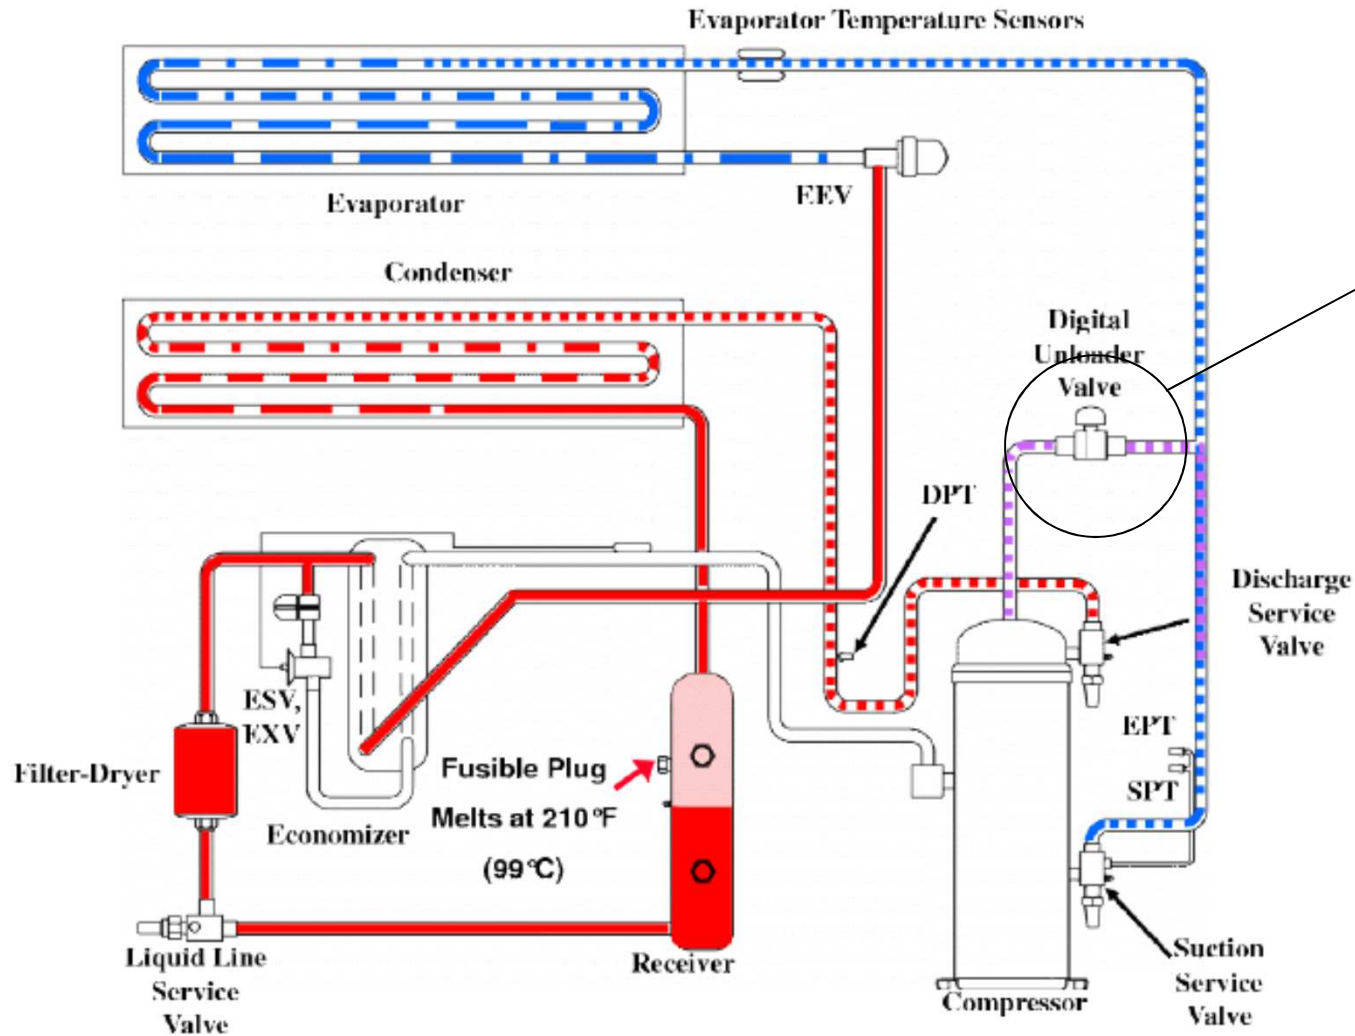 Evaporator Temperature Sensors
EEV
Evaporator
Condenser
Digital
Unloader
Valve
DPT
Discharge
Service
Valve
ESV,
EXV
EPT
SPT
Filter-Dryer
Fusible Plug
Melts at 210°F
(99°C)
Economizer
Liquid Line
Service
Valve
Receiver
Compressor
Suction
Service
Valve